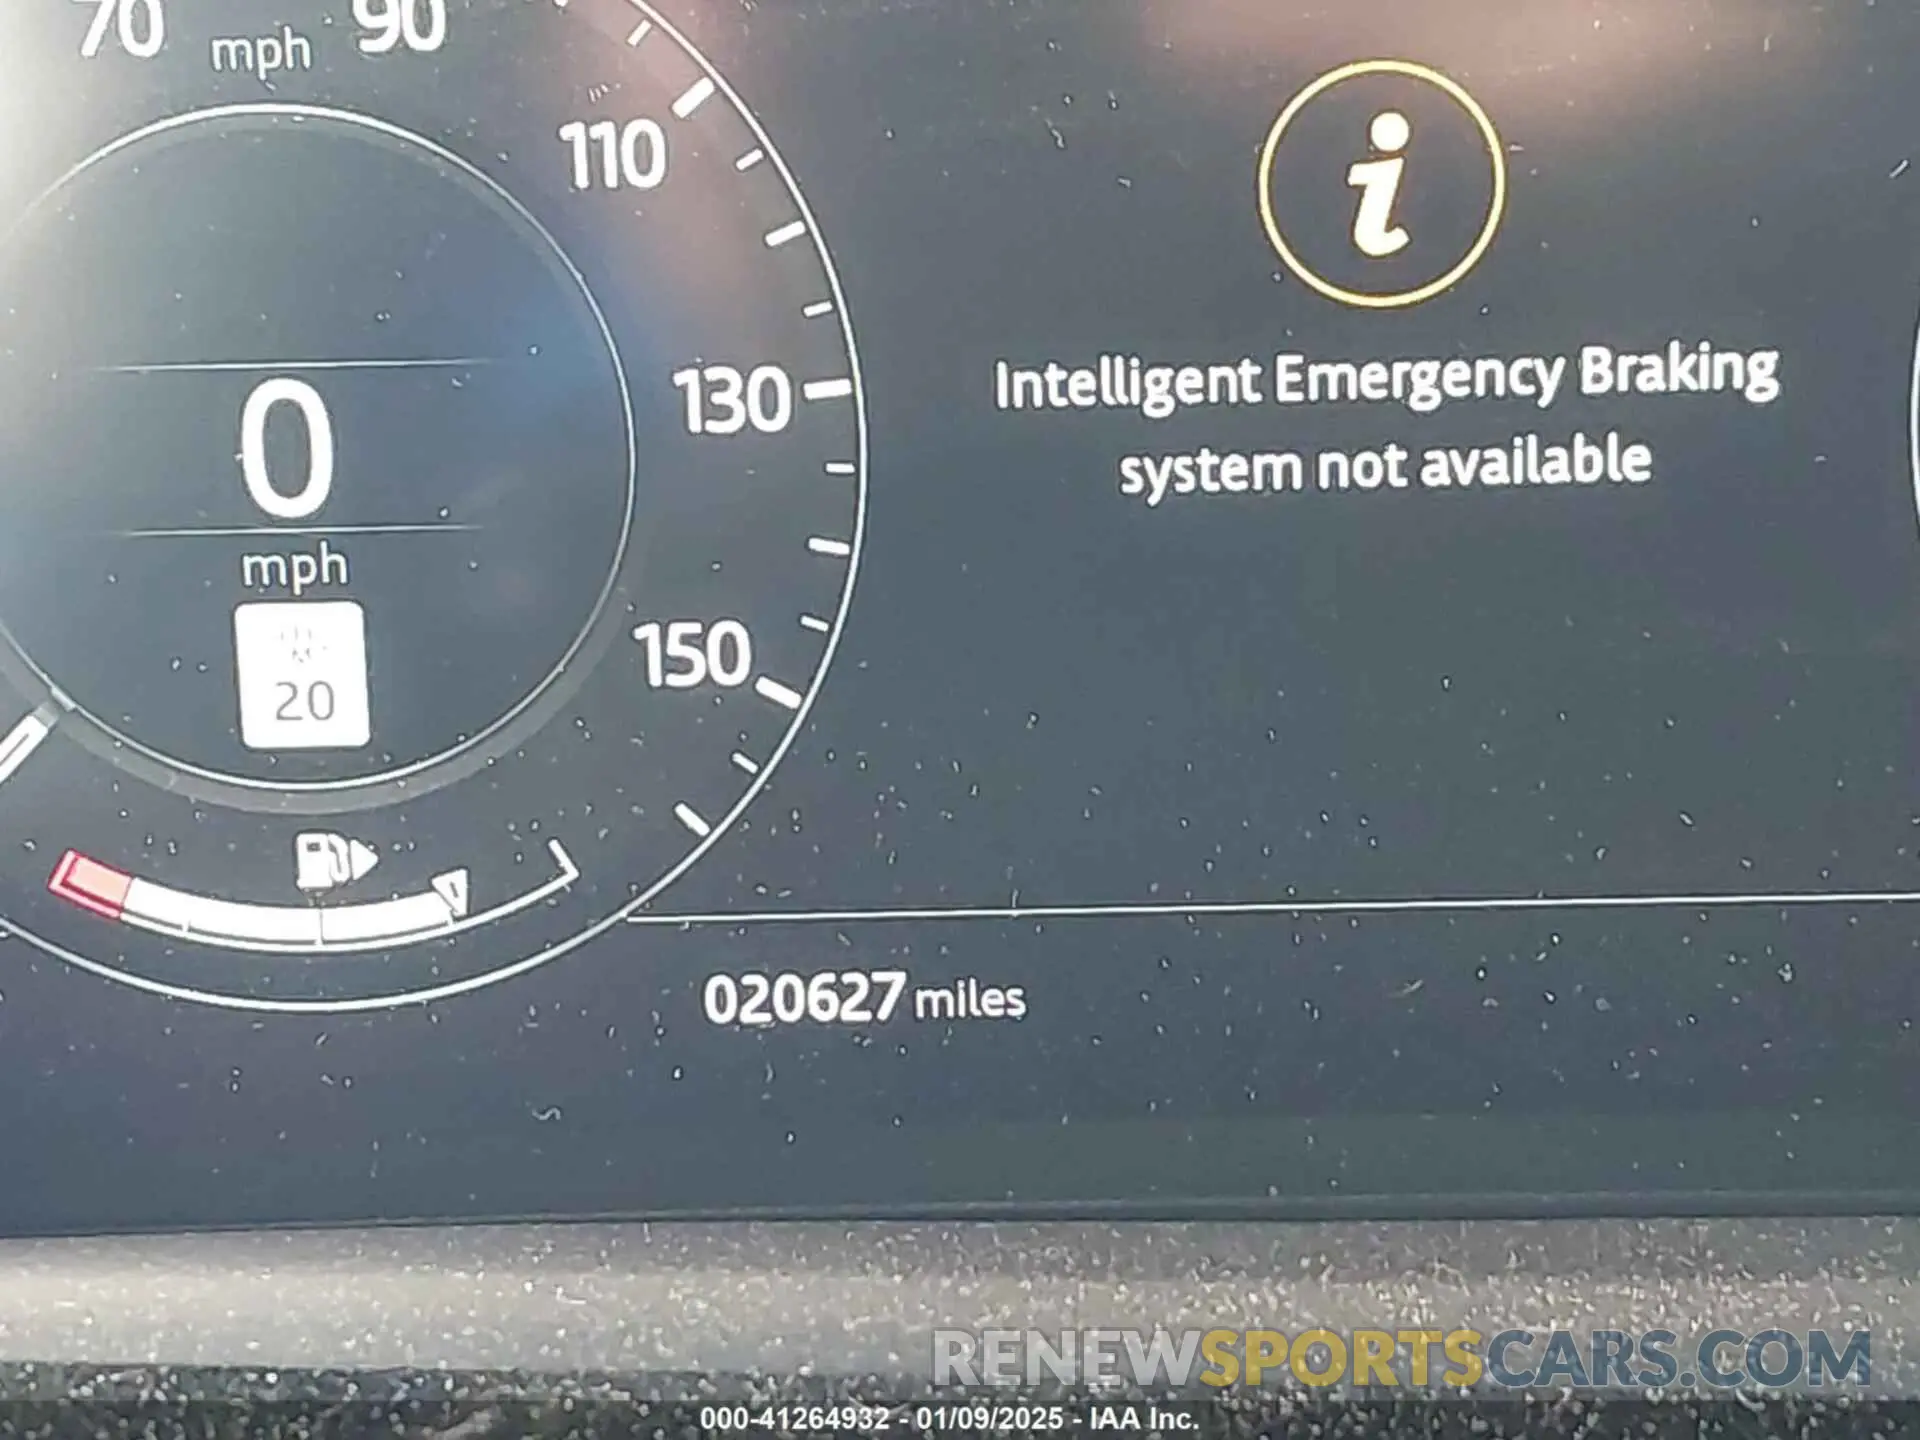 70 mph 90
110
130
150
0
mph
20
Intelligent Emergency Braking
system not available
020627 miles
RENEWSPORTSCARS.COM
000-41264932 - 01/09/2025 - IAA Inc.